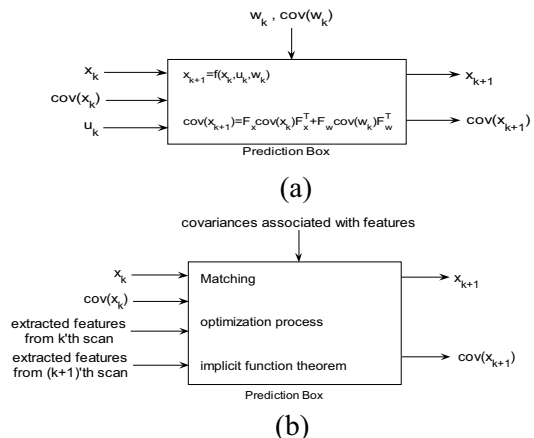 w_k , cov(w_k)
x_k
x_{k+1}=f(x_k,u_k,w_k)
x_{k+1}
cov(x_k)
u_k
cov(x_{k+1})=F_x cov(x_k)F_x^T+F_w cov(w_k)F_w^T
cov(x_{k+1})
Prediction Box
(a)
covariances associated with features
x_k
Matching
x_{k+1}
cov(x_k)
extracted features
from k'th scan
optimization process
extracted features
from (k+1)'th scan
implicit function theorem
cov(x_{k+1})
Prediction Box
(b)